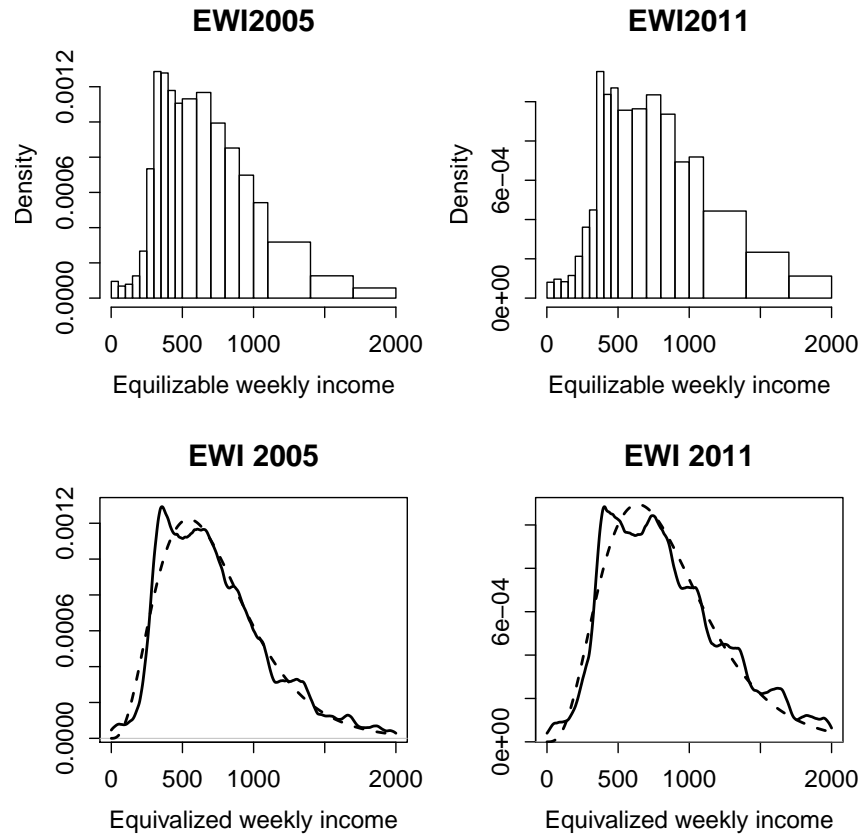 EWI2005
Density
0.0000
0.0006
0.0012
0
500
1000
2000
Equilizable weekly income
EWI2011
Density
0e+00
6e−04
0
500
1000
2000
Equilizable weekly income
EWI 2005
0.0000
0.0006
0.0012
0
500
1000
2000
Equivalized weekly income
EWI 2011
0e+00
6e−04
0
500
1000
2000
Equivalized weekly income